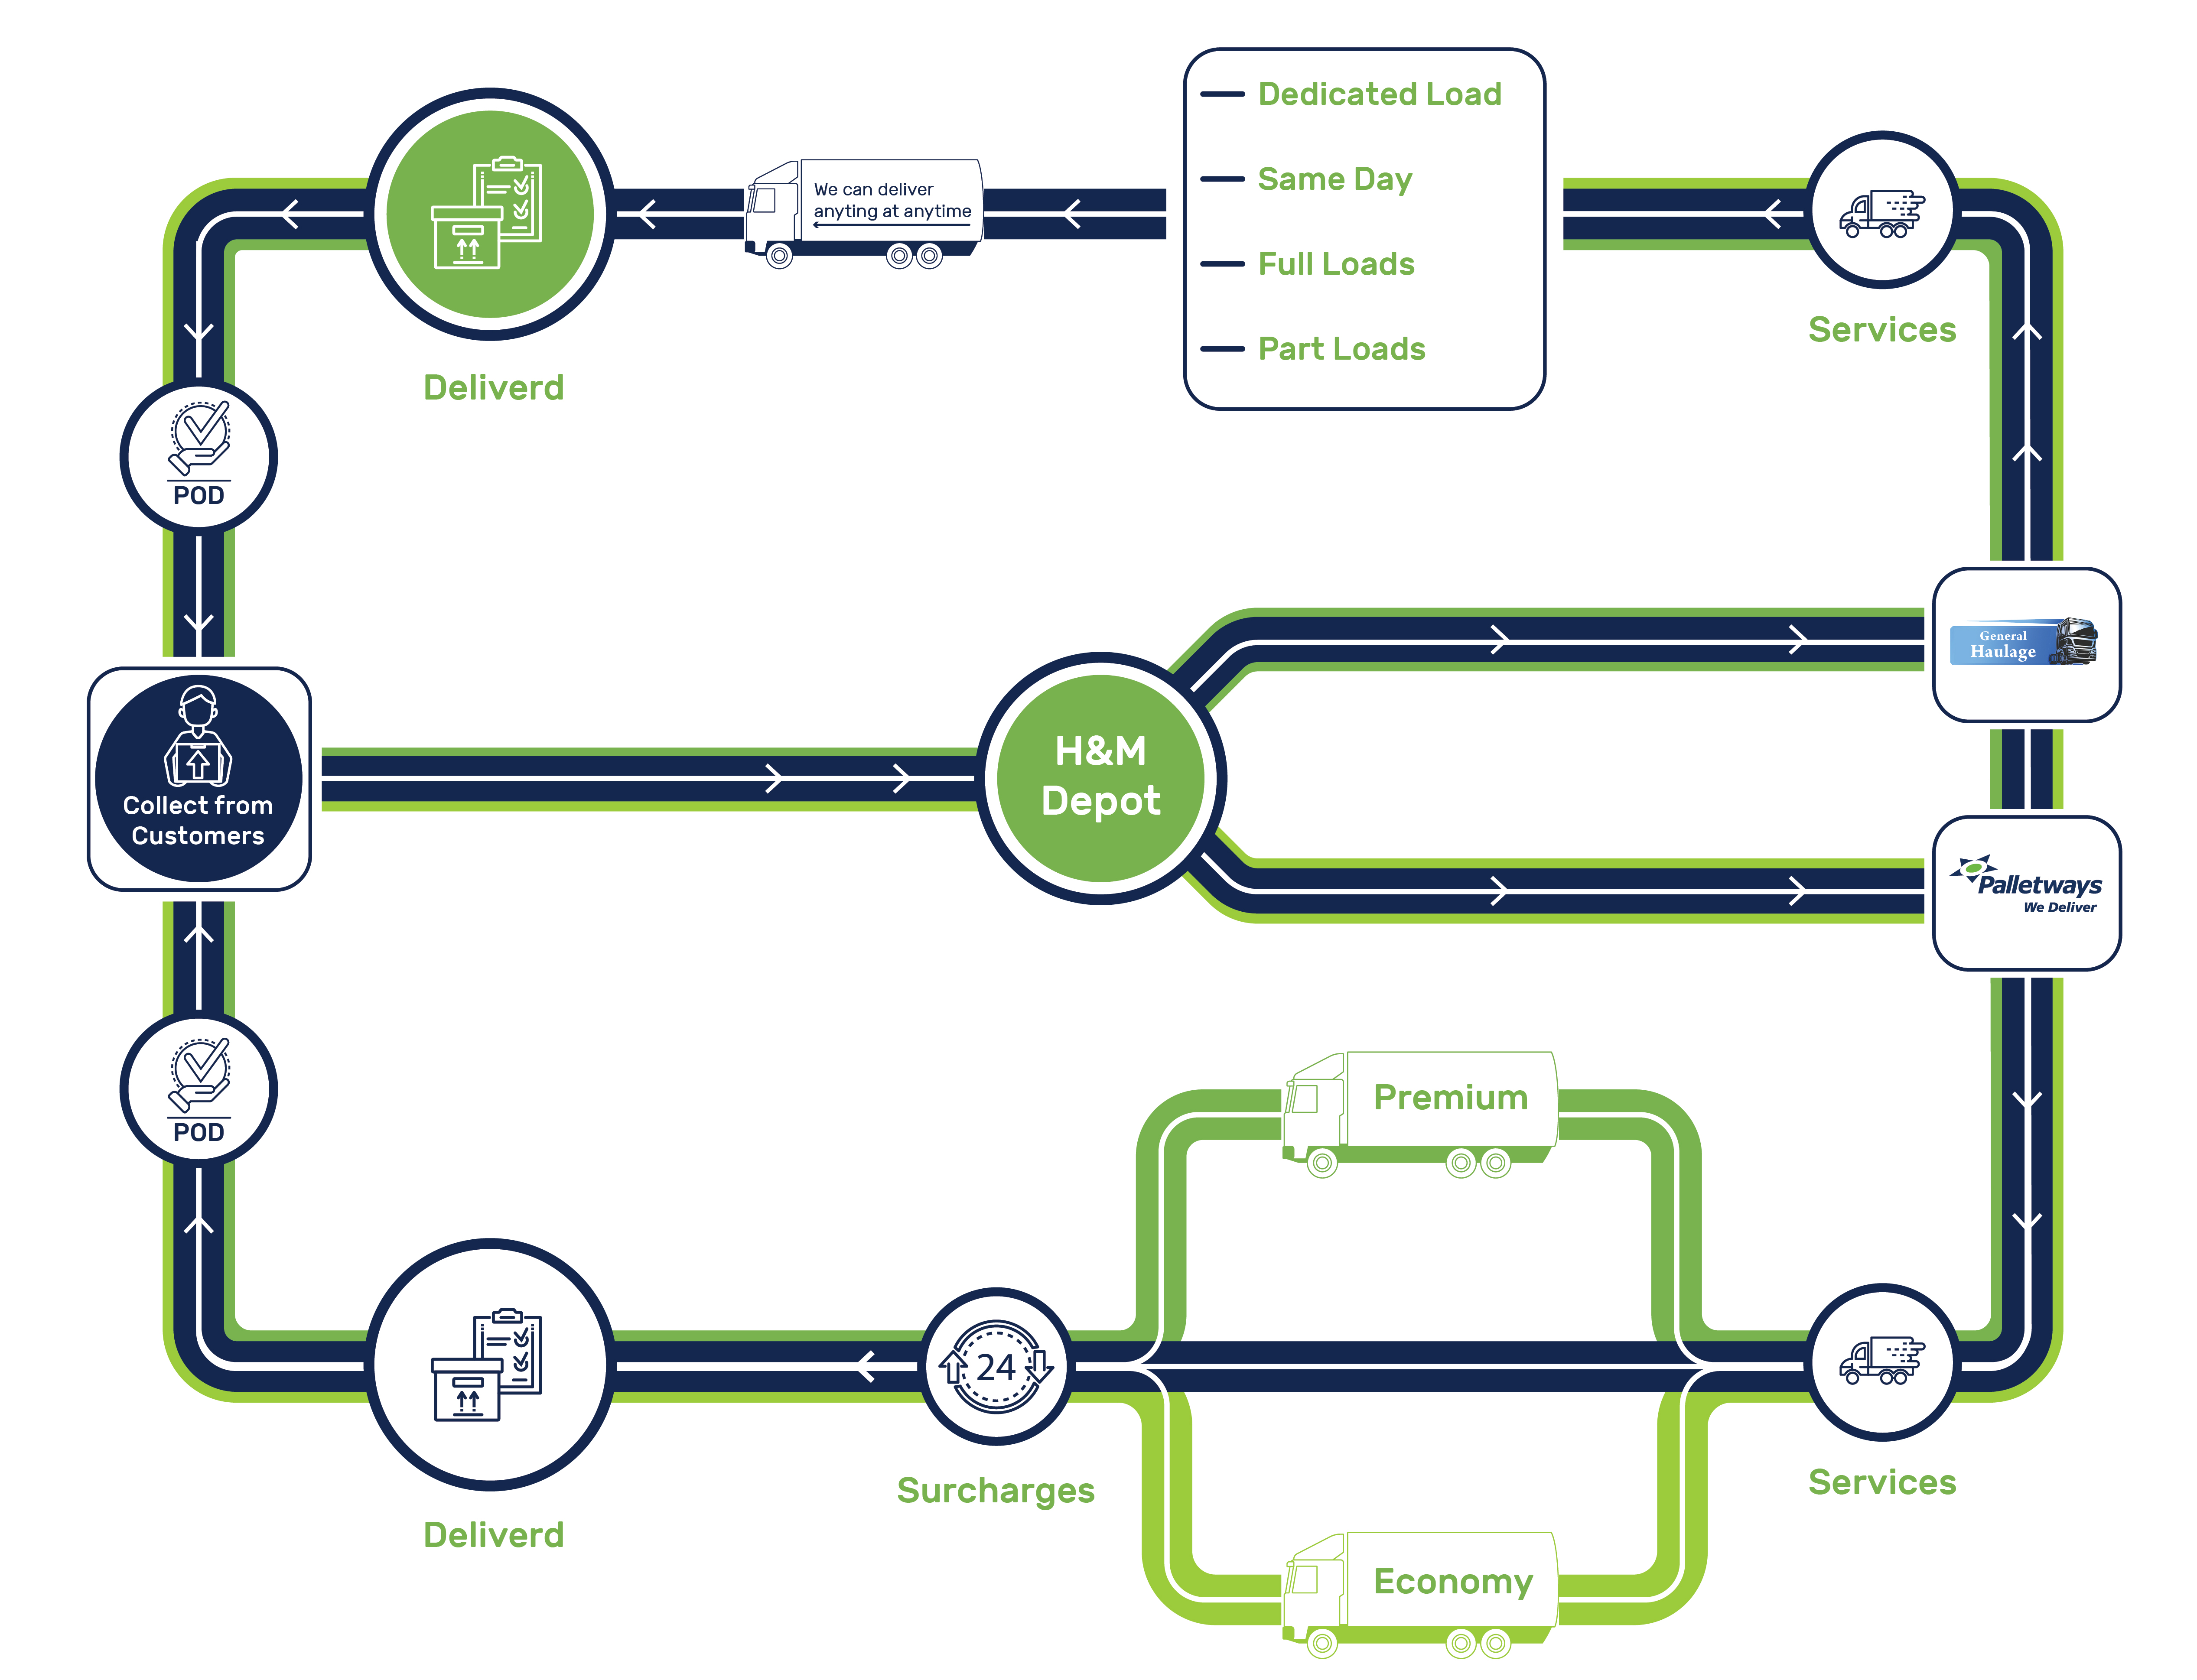 Dedicated Load
Same Day
Full Loads
Part Loads
We can deliver
anyting at anytime
Services
Deliverd
POD
General
Haulage
H&M
Depot
Collect from
Customers
Palletways
We Deliver
Premium
POD
24
Surcharges
Services
Deliverd
Economy